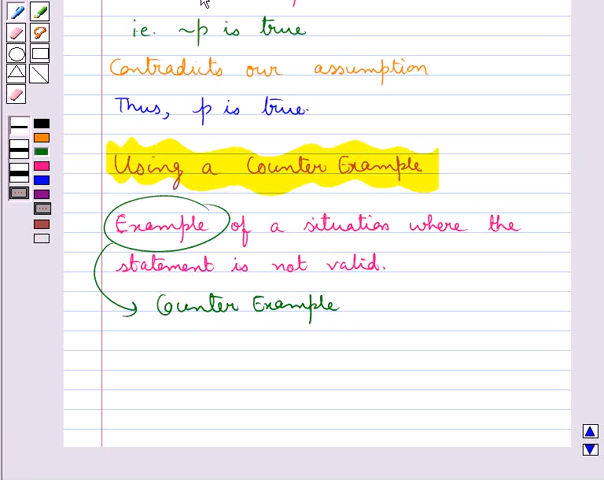 i.e. ~p is true
Contradicts our assumption
Thus, p is true.
Using a Counter Example
Example of a situation where the
statement is not valid.
→ Counter Example